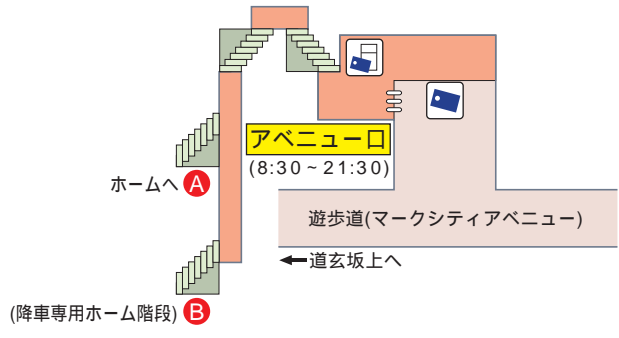 アベニュー口
(8:30~21:30)
ホームへ A
遊歩道(マークシティアベニュー)
←道玄坂上へ
(降車専用ホーム階段) B